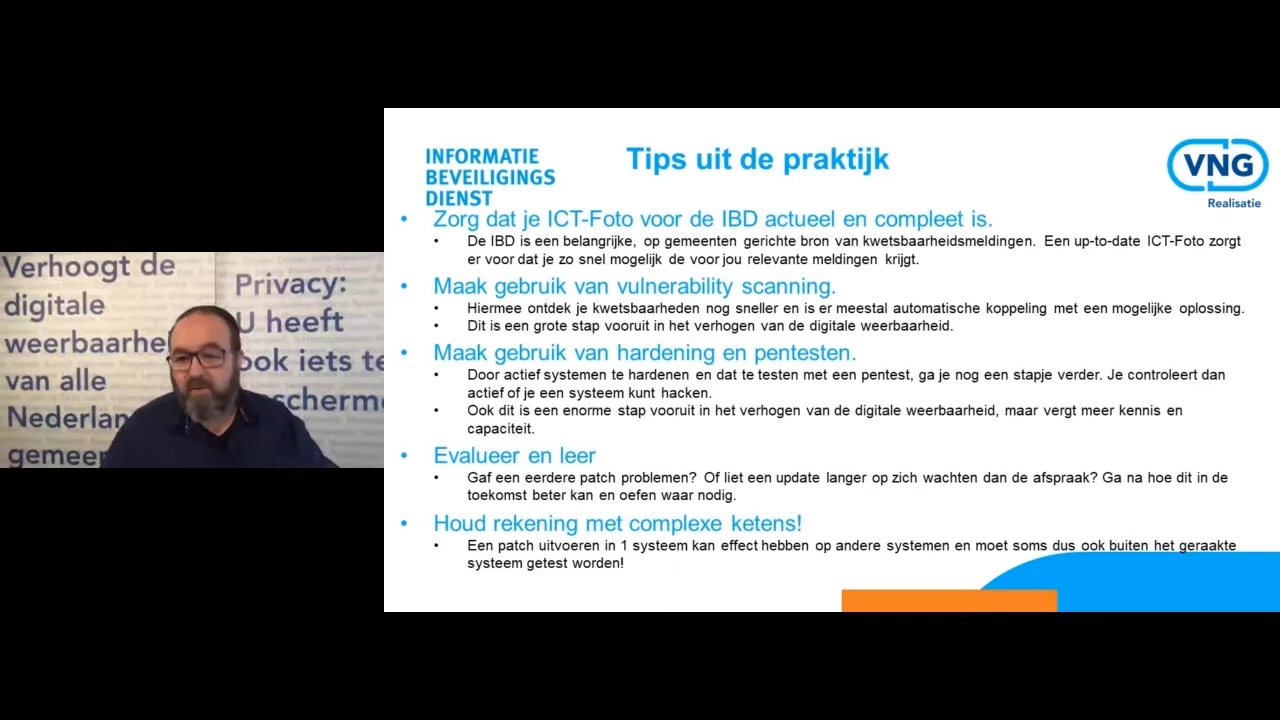 Verhoogt de
digitale
weerbaarhe
van alle
Nederlan
gemee
Privacy:
U heeft
ook iets te
scherme
INFORMATIE
BEVEILIGINGS
DIENST
Tips uit de praktijk
VNG
Realisatie
• Zorg dat je ICT-Foto voor de IBD actueel en compleet is.
• De IBD is een belangrijke, op gemeenten gerichte bron van kwetsbaarheidsmeldingen. Een up-to-date ICT-Foto zorgt
er voor dat je zo snel mogelijk de voor jou relevante meldingen krijgt.
• Maak gebruik van vulnerability scanning.
• Hiermee ontdek je kwetsbaarheden nog sneller en is er meestal automatische koppeling met een mogelijke oplossing.
• Dit is een grote stap vooruit in het verhogen van de digitale weerbaarheid.
• Maak gebruik van hardening en pentesten.
• Door actief systemen te hardenen en dat te testen met een pentest, ga je nog een stapje verder. Je controleert dan
actief of je een systeem kunt hacken.
• Ook dit is een enorme stap vooruit in het verhogen van de digitale weerbaarheid, maar vergt meer kennis en
capaciteit.
• Evalueer en leer
• Gaf een eerdere patch problemen? Of liet een update langer op zich wachten dan de afspraak? Ga na hoe dit in de
toekomst beter kan en oefen waar nodig.
• Houd rekening met complexe ketens!
• Een patch uitvoeren in 1 systeem kan effect hebben op andere systemen en moet soms dus ook buiten het geraakte
systeem getest worden!